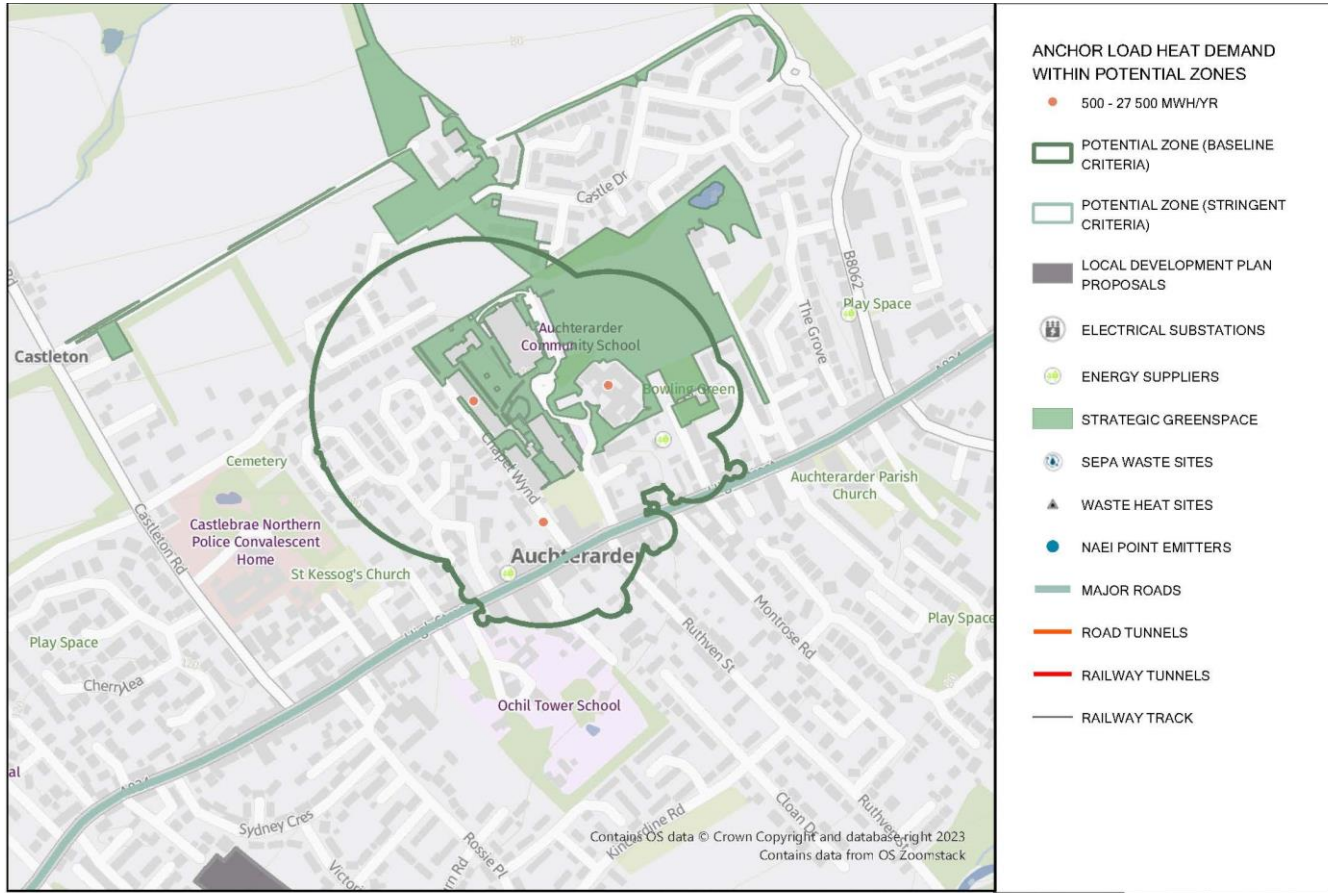 Castle Dr
B8062
Play Space
The Grove
Auchterarder
Community School
Castleton
Bowling Green
Cemetery
Chapel Wynd
Auchterarder Parish
Church
Castlebrae Northern
Police Convalescent
Home
Castleton Rd
St Kessog's Church
Auchterarder
Montrose Rd
Play Space
Play Space
Ruthven St
Cherrylea
Ochil Tower School
al
Sydney Cres
Cloan Dr
Ruthven St
Kincardine Rd
Rossie Pl
Contains OS data © Crown Copyright and database right 2023
Contains data from OS Zoomstack
ANCHOR LOAD HEAT DEMAND
WITHIN POTENTIAL ZONES
500 - 27 500 MWH/YR
POTENTIAL ZONE (BASELINE
CRITERIA)
POTENTIAL ZONE (STRINGENT
CRITERIA)
LOCAL DEVELOPMENT PLAN
PROPOSALS
ELECTRICAL SUBSTATIONS
ENERGY SUPPLIERS
STRATEGIC GREENSPACE
SEPA WASTE SITES
WASTE HEAT SITES
NAEI POINT EMITTERS
MAJOR ROADS
ROAD TUNNELS
RAILWAY TUNNELS
RAILWAY TRACK